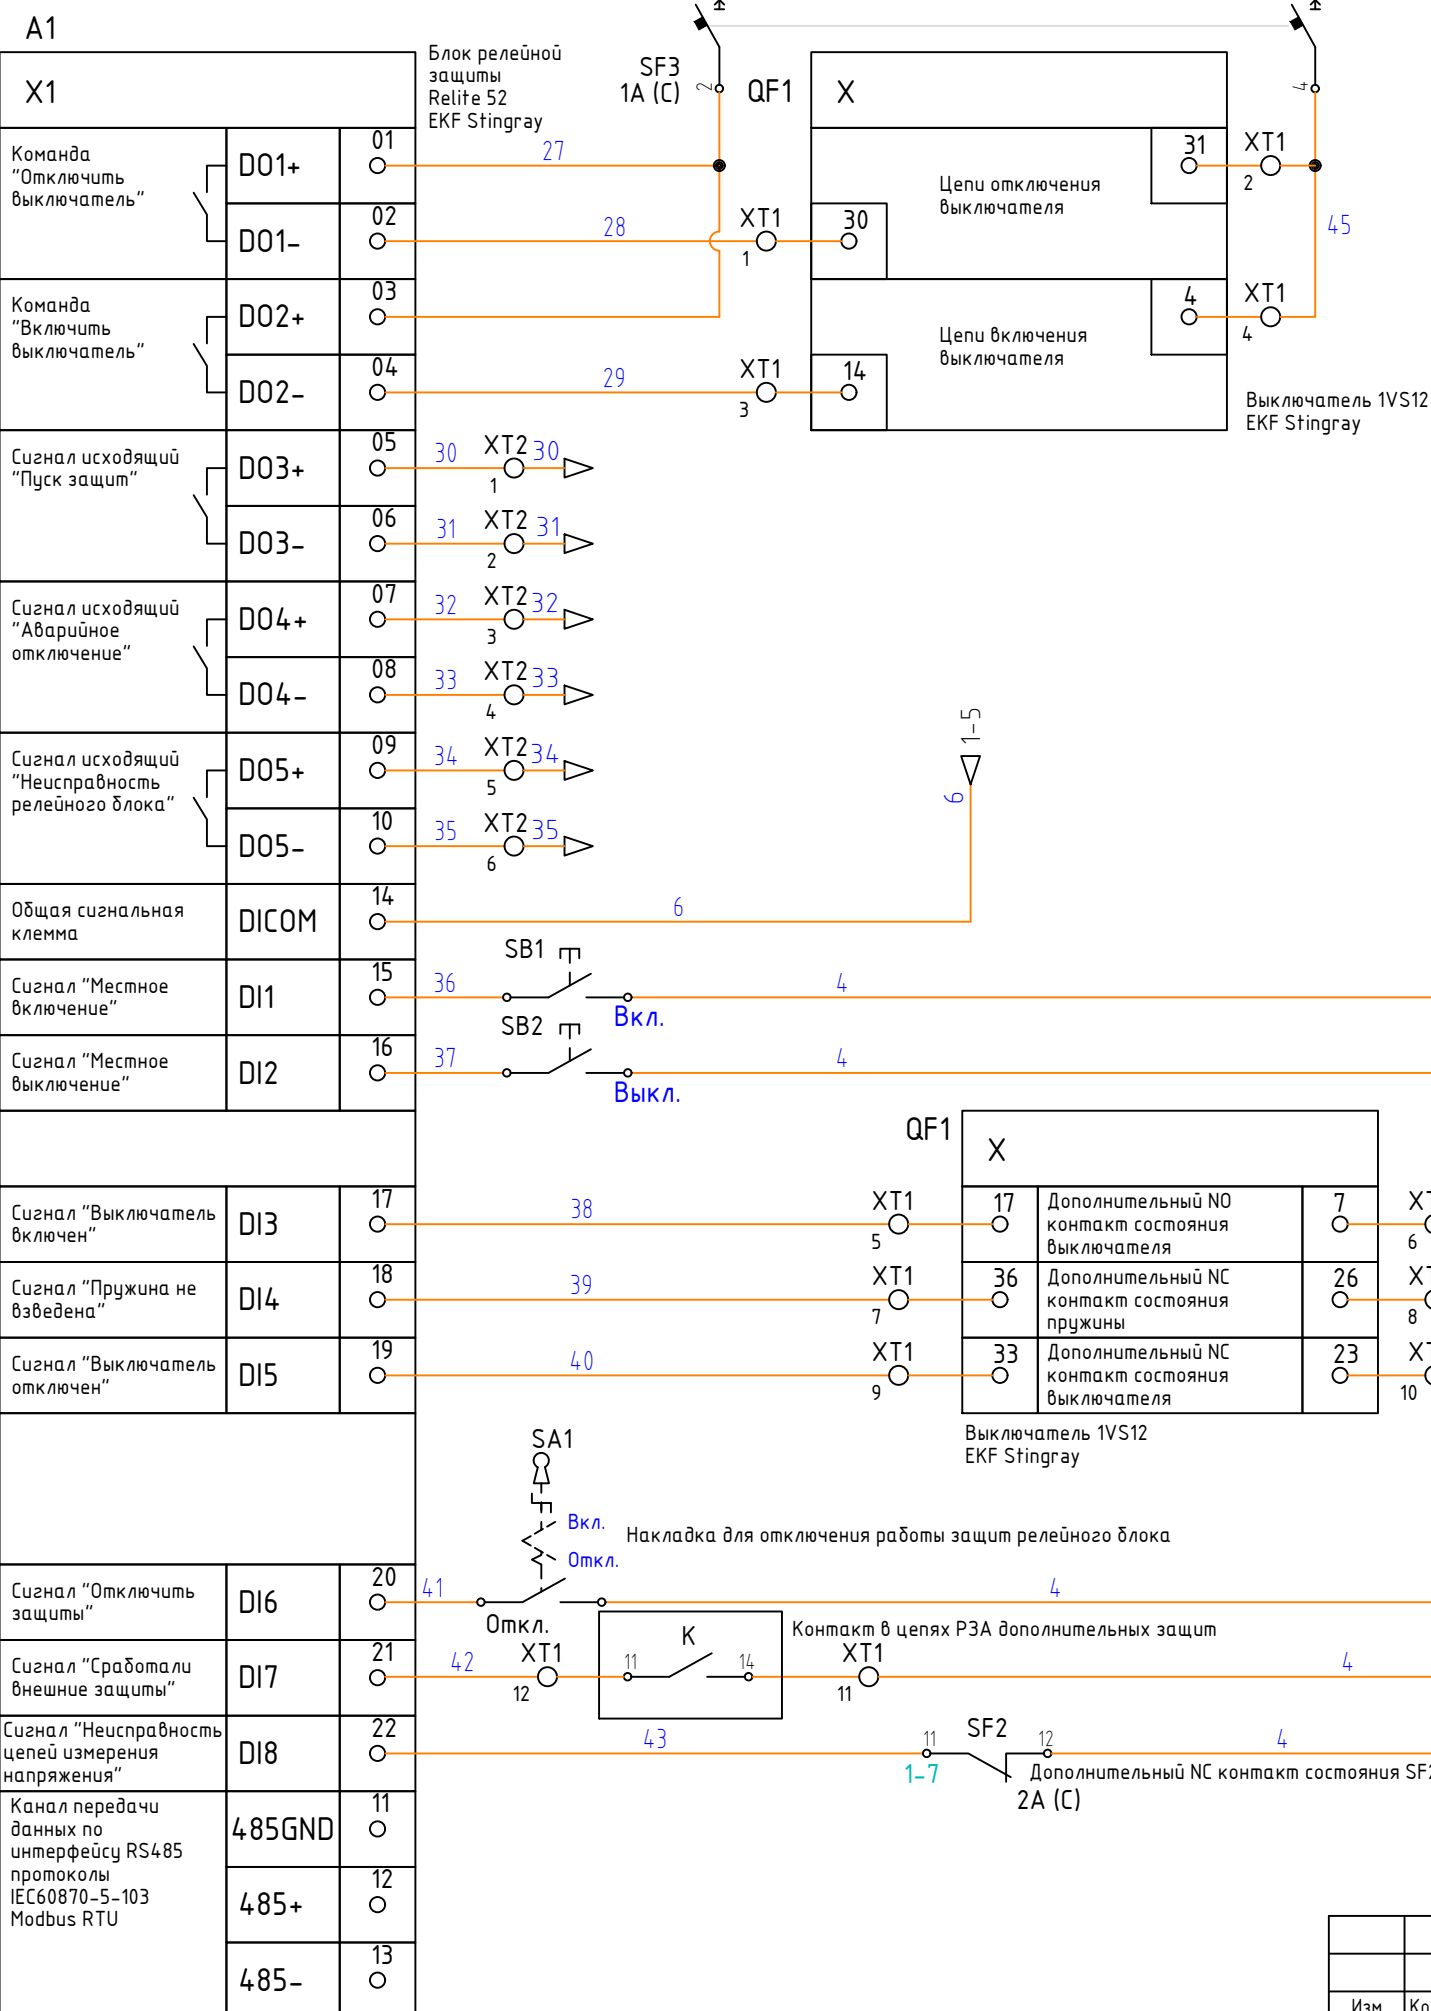 A1
X1
Блок релейной
защиты
Relite 52
EKF Stingray
SF3
1А (С)
2
QF1
X
4
Команда
"Отключить
выключатель"
DO1+
01
27
DO1-
02
28
XT1
1
30
Цепи отключения
выключателя
31
XT1
2
45
Команда
"Включить
выключатель"
DO2+
03
DO2-
04
29
XT1
3
14
Цепи включения
выключателя
4
XT1
4
Выключатель 1VS12
EKF Stingray
Сигнал исходящий
"Пуск защит"
DO3+
05
30
XT2
1
30
DO3-
06
31
XT2
2
31
Сигнал исходящий
"Аварийное
отключение"
DO4+
07
32
XT2
3
32
DO4-
08
33
XT2
4
33
Сигнал исходящий
"Неисправность
релейного блока"
DO5+
09
34
XT2
5
34
DO5-
10
35
XT2
6
35
1-5
6
Общая сигнальная
клемма
DICOM
14
6
Сигнал "Местное
включение"
DI1
15
36
SB1
Вкл.
4
Сигнал "Местное
выключение"
DI2
16
37
SB2
Выкл.
4
QF1
X
Сигнал "Выключатель
включен"
DI3
17
38
XT1
5
17
Дополнительный NO
контакт состояния
выключателя
7
6
Сигнал "Пружина не
взведена"
DI4
18
39
XT1
7
36
Дополнительный NC
контакт состояния
пружины
26
8
Сигнал "Выключатель
отключен"
DI5
19
40
XT1
9
33
Дополнительный NC
контакт состояния
выключателя
23
10
Выключатель 1VS12
EKF Stingray
SA1
Вкл.
Откл.
Накладка для отключения работы защит релейного блока
Сигнал "Отключить
защиты"
DI6
20
41
Откл.
4
Сигнал "Сработали
внешние защиты"
DI7
21
42
XT1
12
K
11
14
Контакт в цепях РЗА дополнительных защит
XT1
11
4
Сигнал "Неисправность
цепей измерения
напряжения"
DI8
22
43
11
1-7
SF2
12
2А (С)
4
Дополнительный NC контакт состояния SF2
Канал передачи
данных по
интерфейсу RS485
протоколы
IEC60870-5-103
Modbus RTU
485GND
11
485+
12
485-
13
Изм.